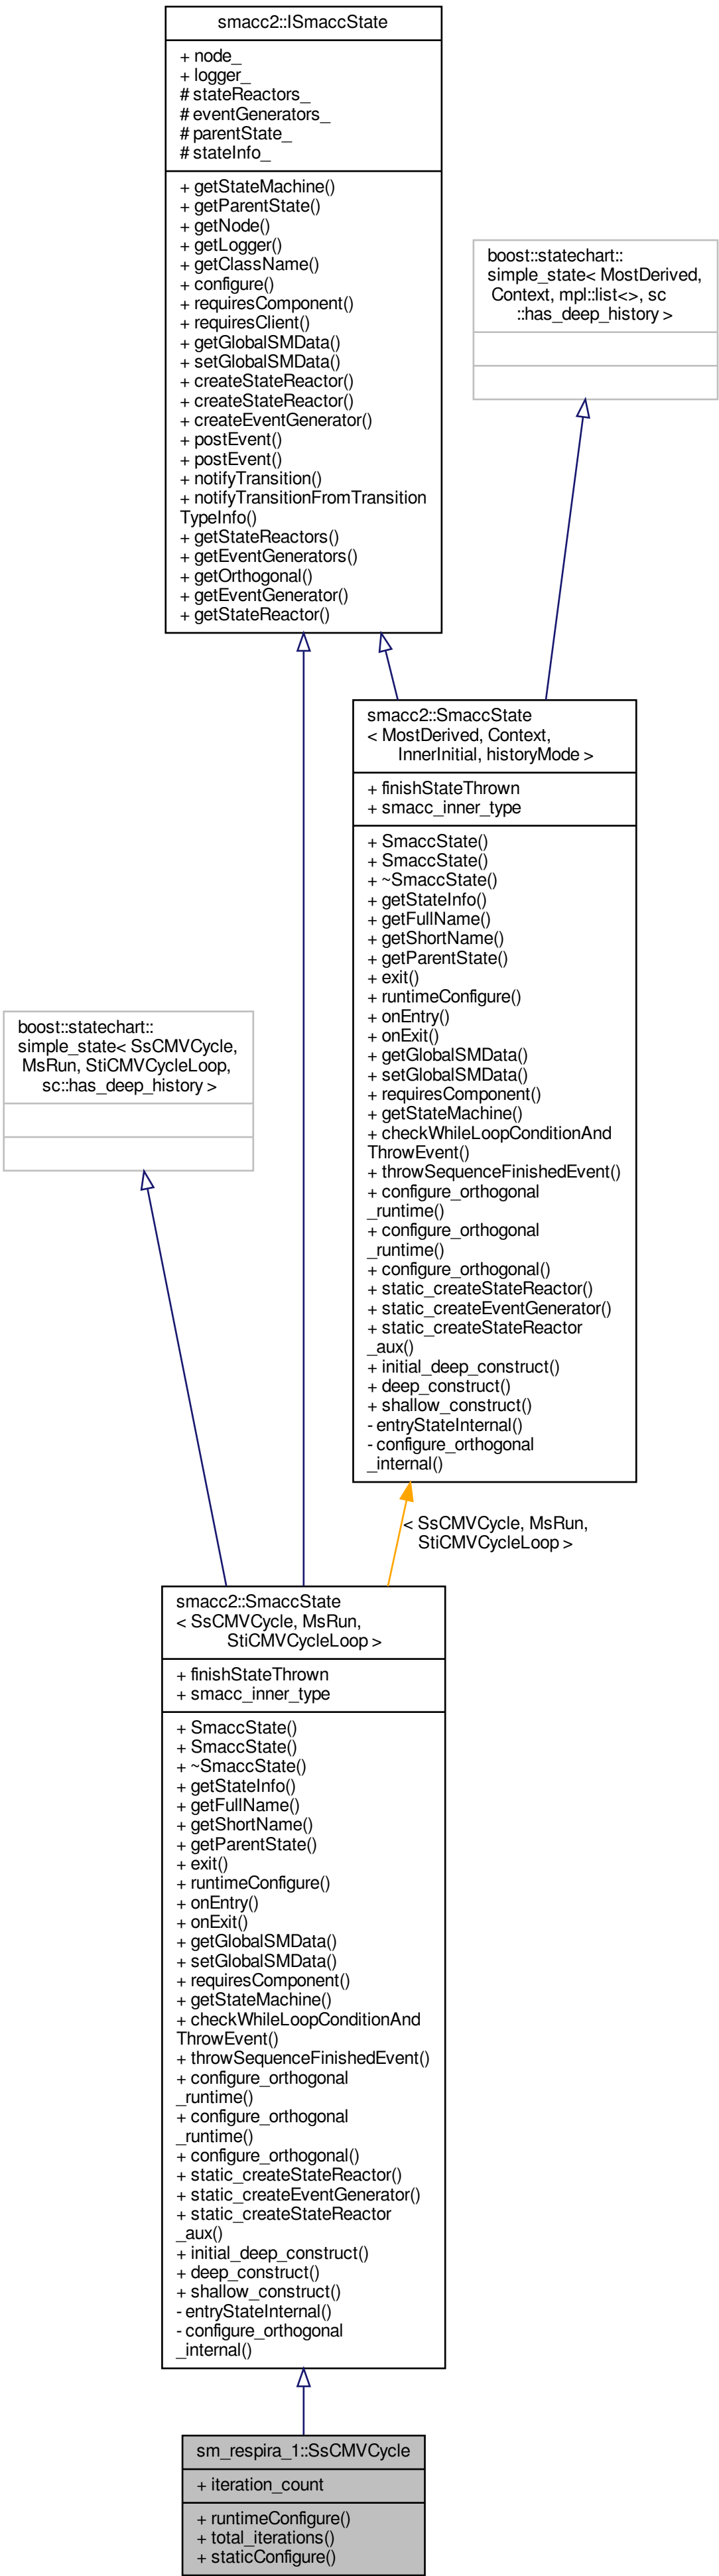 smacc2::ISmaccState
+ node_
+ logger_
# stateReactors_
# eventGenerators_
# parentState_
# stateInfo_
+ getStateMachine()
+ getParentState()
+ getNode()
+ getLogger()
+ getClassName()
+ configure()
+ requiresComponent()
+ requiresClient()
+ getGlobalSMData()
+ setGlobalSMData()
+ createStateReactor()
+ createStateReactor()
+ createEventGenerator()
+ postEvent()
+ postEvent()
+ notifyTransition()
+ notifyTransitionFromTransition
TypeInfo()
+ getStateReactors()
+ getEventGenerators()
+ getOrthogonal()
+ getEventGenerator()
+ getStateReactor()
boost::statechart::
simple_state< MostDerived,
Context, mpl::list<>, sc
::has_deep_history >
smacc2::SmaccState
< MostDerived, Context,
InnerInitial, historyMode >
+ finishStateThrown
+ smacc_inner_type
+ SmaccState()
+ SmaccState()
+ ~SmaccState()
+ getStateInfo()
+ getFullName()
+ getShortName()
+ getParentState()
+ exit()
+ runtimeConfigure()
+ onEntry()
+ onExit()
+ getGlobalSMData()
+ setGlobalSMData()
+ requiresComponent()
+ getStateMachine()
+ checkWhileLoopConditionAnd
ThrowEvent()
+ throwSequenceFinishedEvent()
+ configure_orthogonal
_runtime()
+ configure_orthogonal
_runtime()
+ configure_orthogonal()
+ static_createStateReactor()
+ static_createEventGenerator()
+ static_createStateReactor
_aux()
+ initial_deep_construct()
+ deep_construct()
+ shallow_construct()
- entryStateInternal()
- configure_orthogonal
_internal()
boost::statechart::
simple_state< SsCMVCycle,
MsRun, StiCMVCycleLoop,
sc::has_deep_history >
< SsCMVCycle, MsRun,
StiCMVCycleLoop >
smacc2::SmaccState
< SsCMVCycle, MsRun,
StiCMVCycleLoop >
+ finishStateThrown
+ smacc_inner_type
+ SmaccState()
+ SmaccState()
+ ~SmaccState()
+ getStateInfo()
+ getFullName()
+ getShortName()
+ getParentState()
+ exit()
+ runtimeConfigure()
+ onEntry()
+ onExit()
+ getGlobalSMData()
+ setGlobalSMData()
+ requiresComponent()
+ getStateMachine()
+ checkWhileLoopConditionAnd
ThrowEvent()
+ throwSequenceFinishedEvent()
+ configure_orthogonal
_runtime()
+ configure_orthogonal
_runtime()
+ configure_orthogonal()
+ static_createStateReactor()
+ static_createEventGenerator()
+ static_createStateReactor
_aux()
+ initial_deep_construct()
+ deep_construct()
+ shallow_construct()
- entryStateInternal()
- configure_orthogonal
_internal()
sm_respira_1::SsCMVCycle
+ iteration_count
+ runtimeConfigure()
+ total_iterations()
+ staticConfigure()